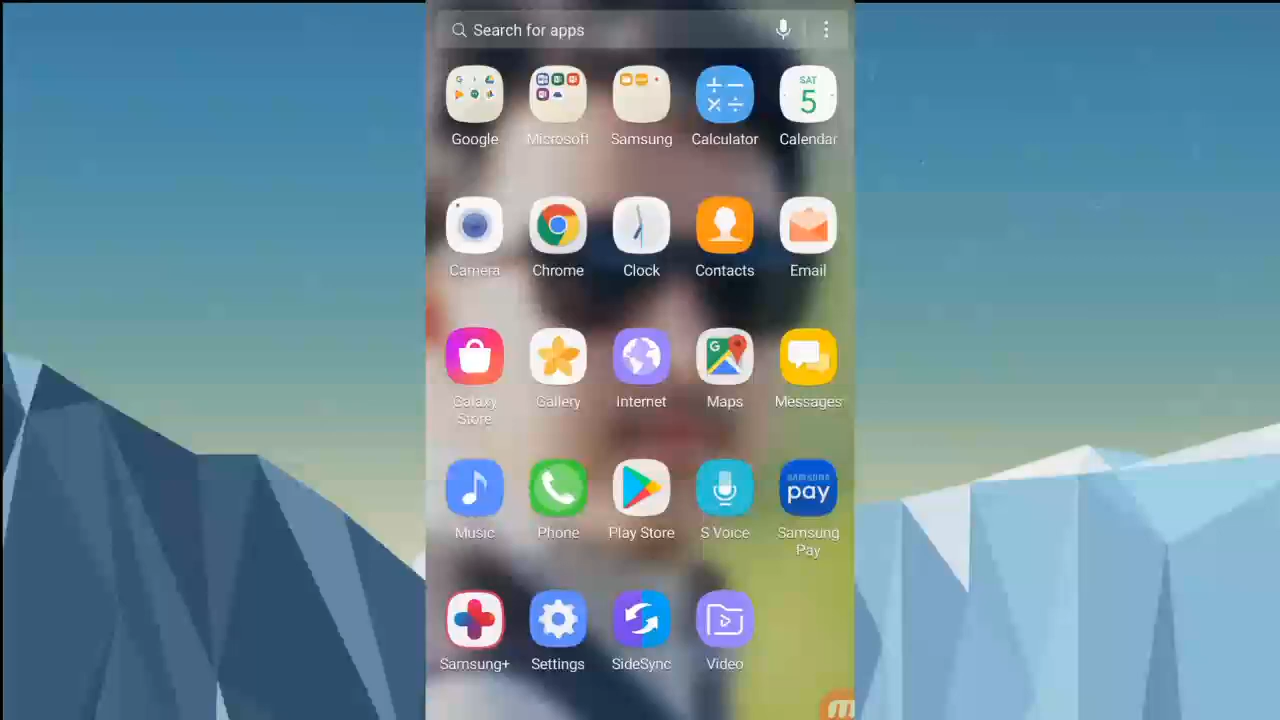 Search for apps
Google
Microsoft
Samsung
Calculator
SAT
5
Calendar
Camera
Chrome
Clock
Contacts
Email
Galaxy
Store
Gallery
Internet
G
Maps
Messages
Music
Phone
Play Store
S Voice
SAMSUNG
pay
Samsung
Pay
Samsung+
Settings
SideSync
Video